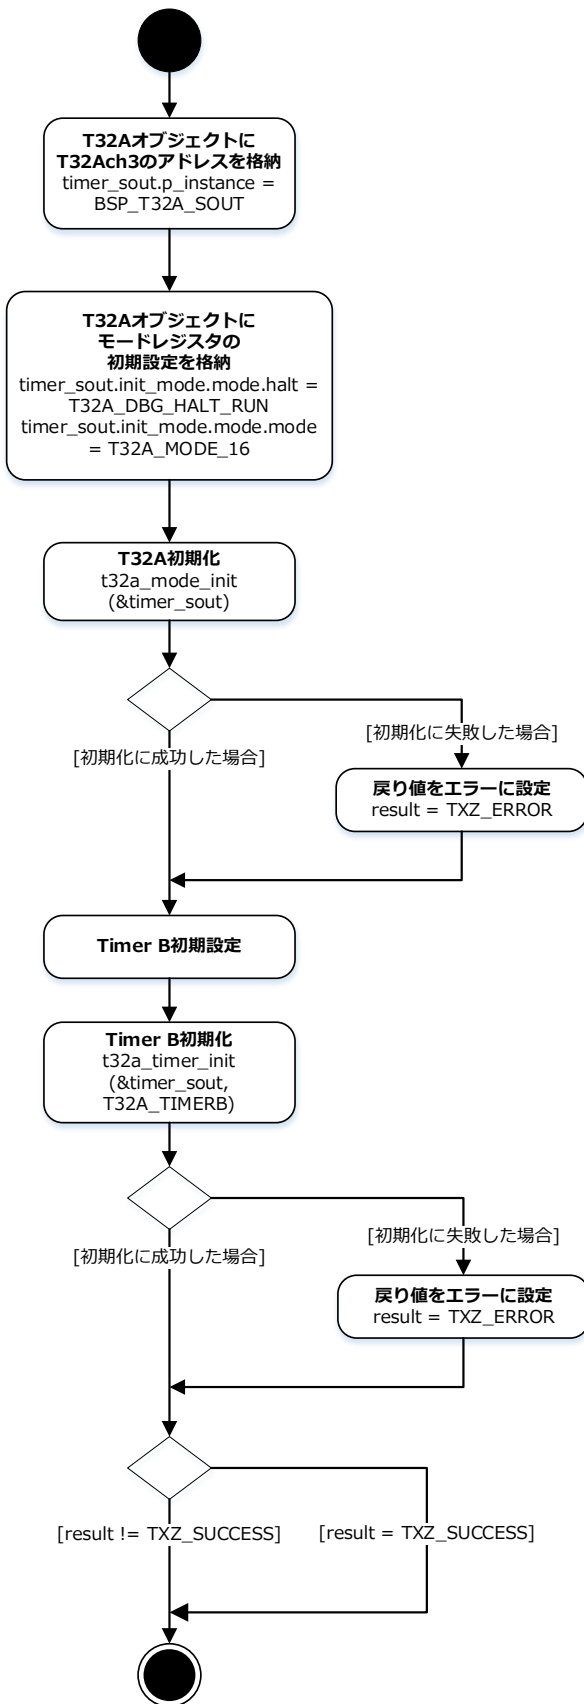 T32Aオブジェクトに
T32Ach3のアドレスを格納
timer_sout.p_instance =
BSP_T32A_SOUT
T32Aオブジェクトに
モードレジスタの
初期設定を格納
timer_sout.init_mode.mode.halt =
T32A_DBG_HALT_RUN
timer_sout.init_mode.mode.mode
= T32A_MODE_16
T32A初期化
t32a_mode_init
(&timer_sout)
[初期化に失敗した場合]
[初期化に成功した場合]
戻り値をエラーに設定
result = TXZ_ERROR
Timer B初期設定
Timer B初期化
t32a_timer_init
(&timer_sout,
T32A_TIMERB)
[初期化に失敗した場合]
[初期化に成功した場合]
戻り値をエラーに設定
result = TXZ_ERROR
[result != TXZ_SUCCESS]
[result = TXZ_SUCCESS]